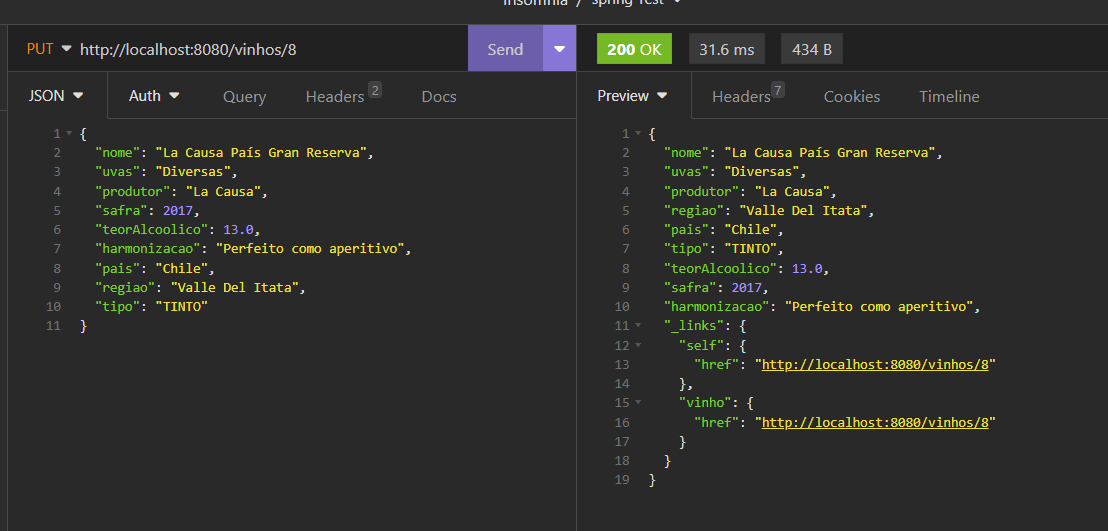 Insomnia / spring Test
PUT http://localhost:8080/vinhos/8 Send 200 OK 31.6 ms 434 B
JSON Auth Query Headers 2 Docs
Preview Headers 7 Cookies Timeline
1 {
2 "nome": "La Causa País Gran Reserva",
3 "uvas": "Diversas",
4 "produtor": "La Causa",
5 "safra": 2017,
6 "teorAlcoolico": 13.0,
7 "harmonizacao": "Perfeito como aperitivo",
8 "pais": "Chile",
9 "regiao": "Valle Del Itata",
10 "tipo": "TINTO"
11 }
1 {
2 "nome": "La Causa País Gran Reserva",
3 "uvas": "Diversas",
4 "produtor": "La Causa",
5 "regiao": "Valle Del Itata",
6 "pais": "Chile",
7 "tipo": "TINTO",
8 "teorAlcoolico": 13.0,
9 "safra": 2017,
10 "harmonizacao": "Perfeito como aperitivo",
11 "_links": {
12 "self": {
13 "href": "http://localhost:8080/vinhos/8"
14 },
15 "vinho": {
16 "href": "http://localhost:8080/vinhos/8"
17 }
18 }
19 }